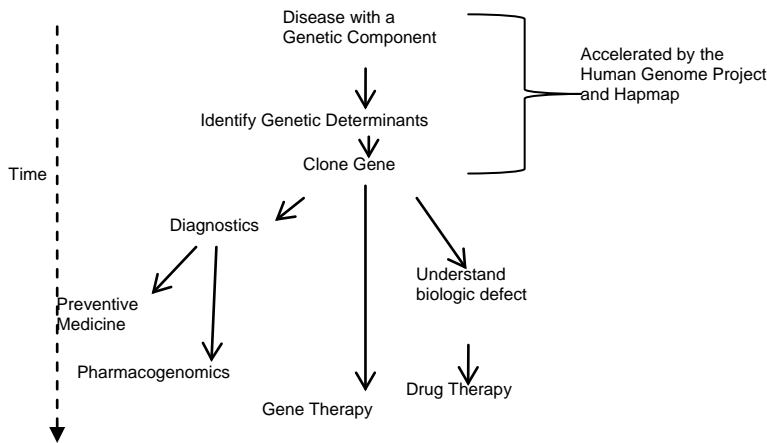 Disease with a
Genetic Component
Accelerated by the
Human Genome Project
and Hapmap
Identify Genetic Determinants
Clone Gene
Time
Diagnostics
Understand
biologic defect
Preventive
Medicine
Pharmacogenomics
Drug Therapy
Gene Therapy